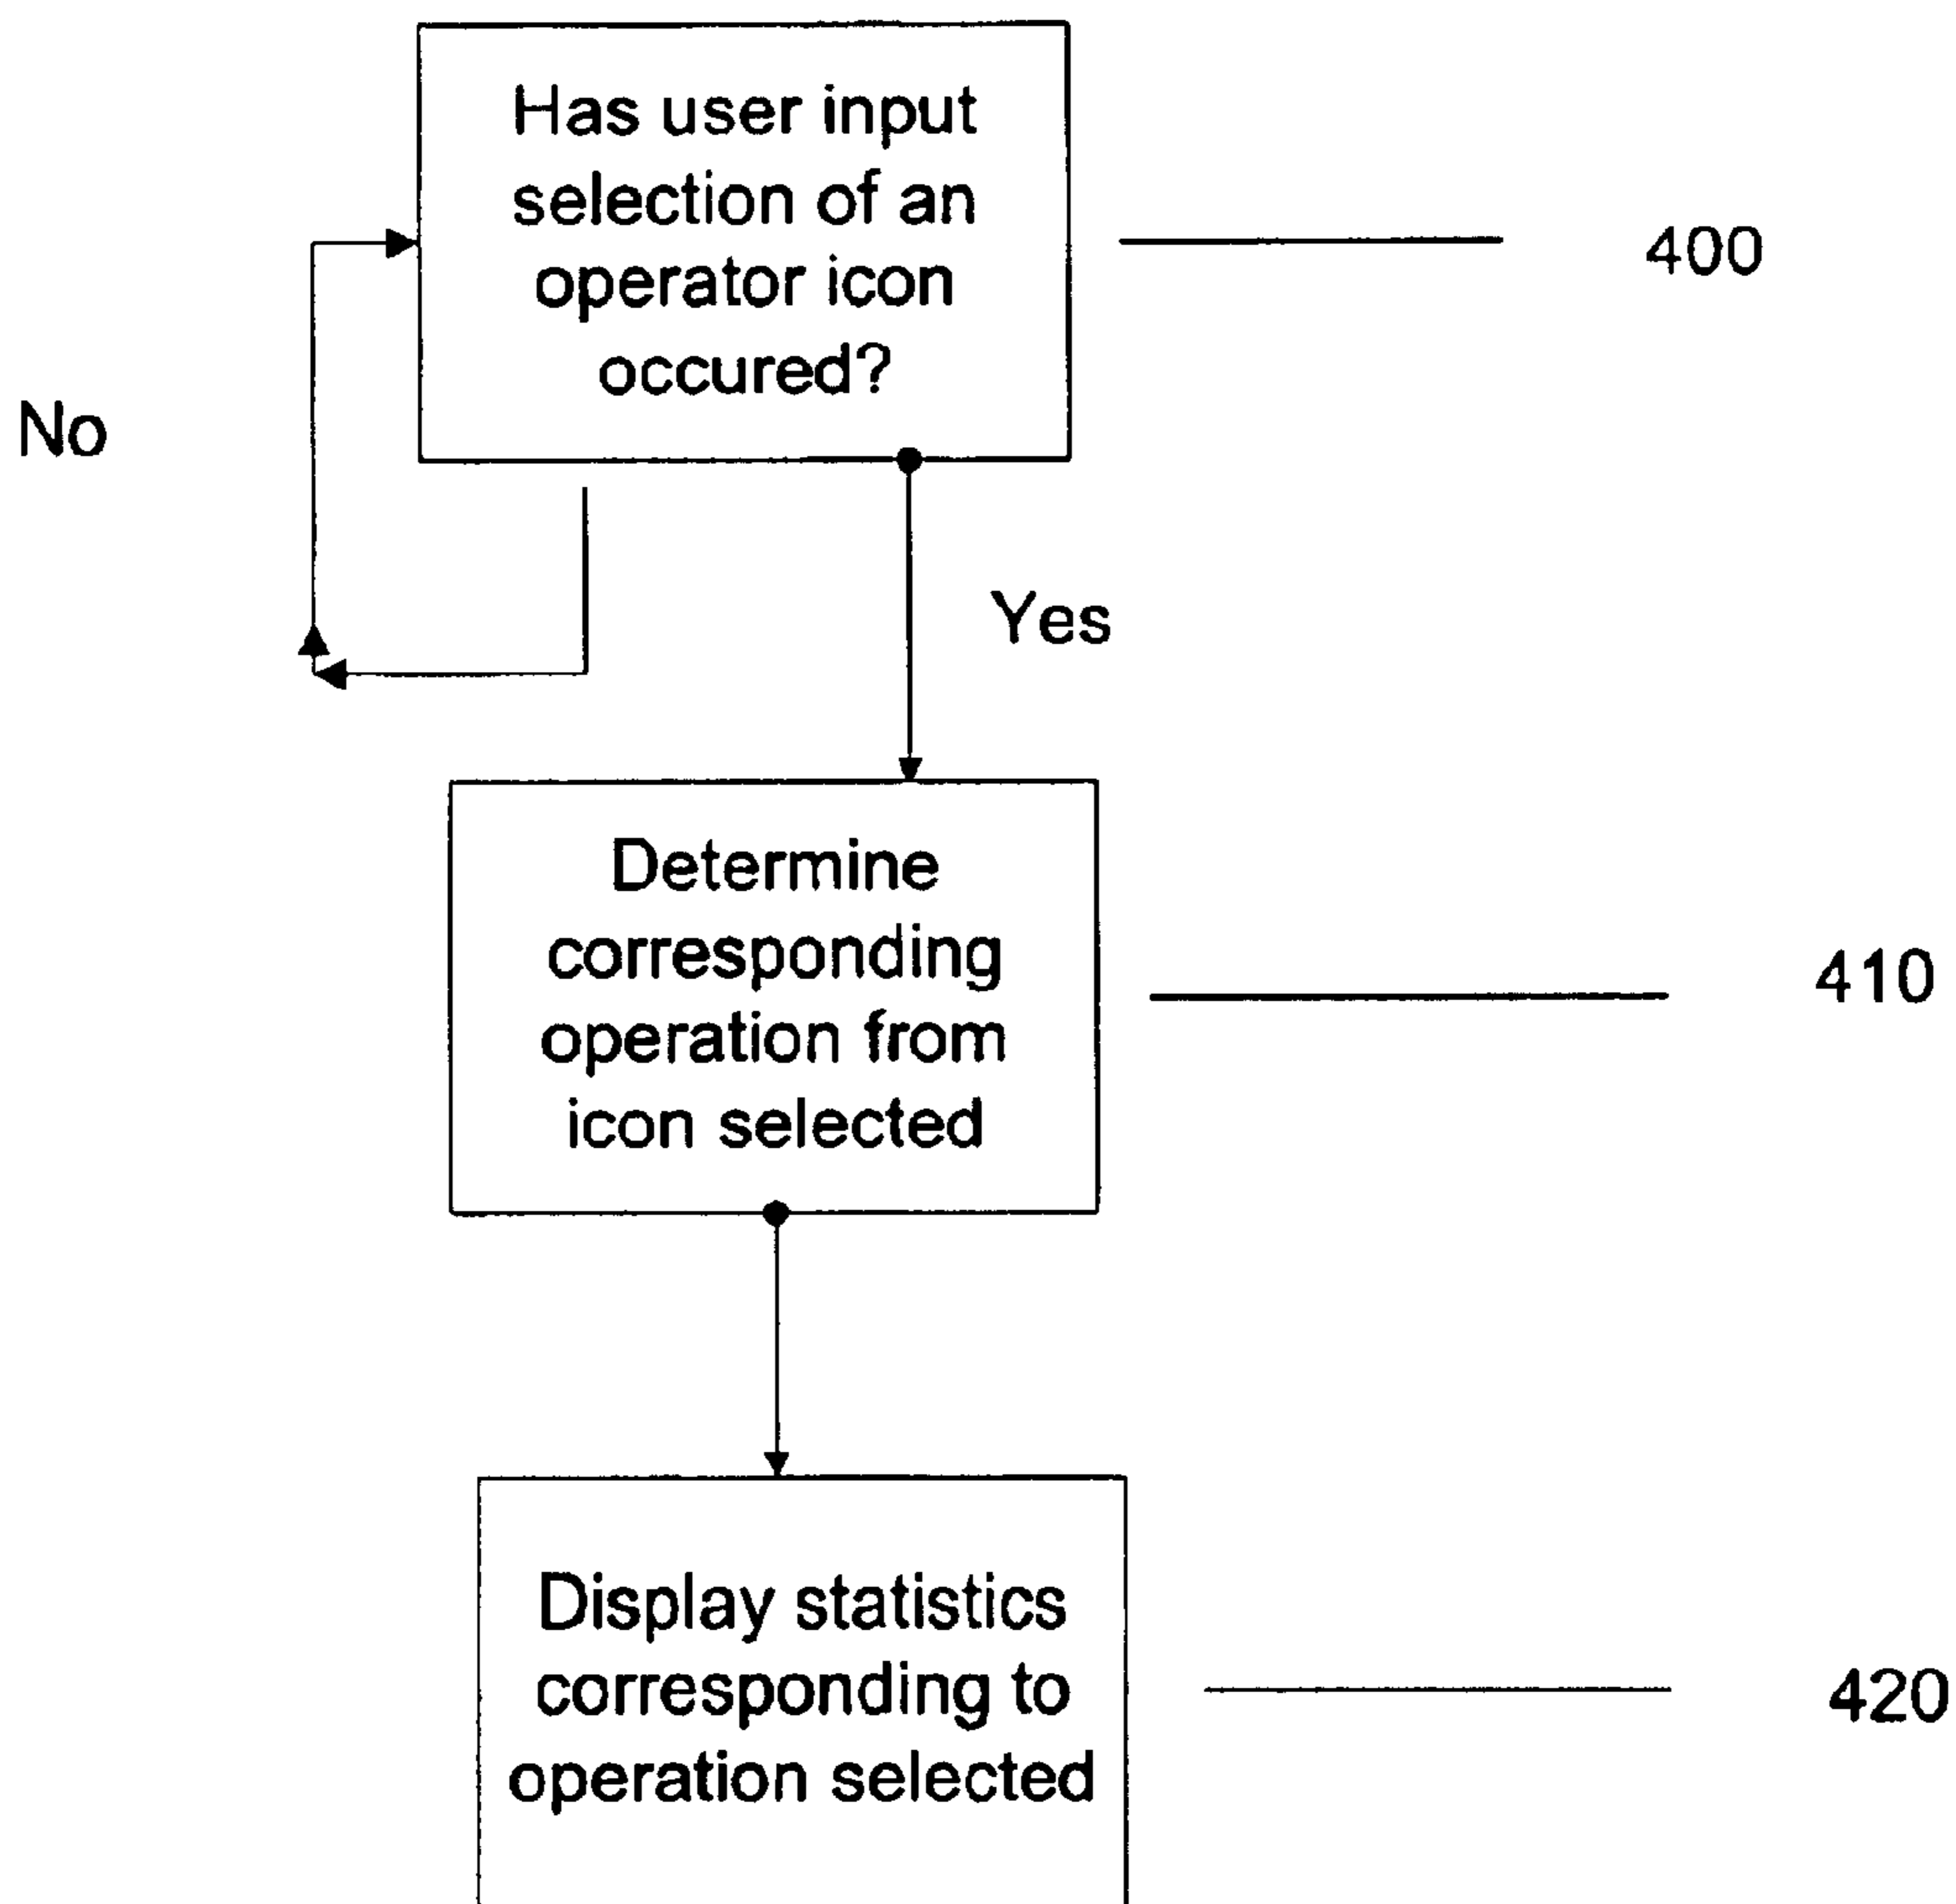 Has user input
selection of an
operator icon
occured?
400
No
Yes
Determine
corresponding
operation from
icon selected
410
Display statistics
corresponding to
operation selected
420